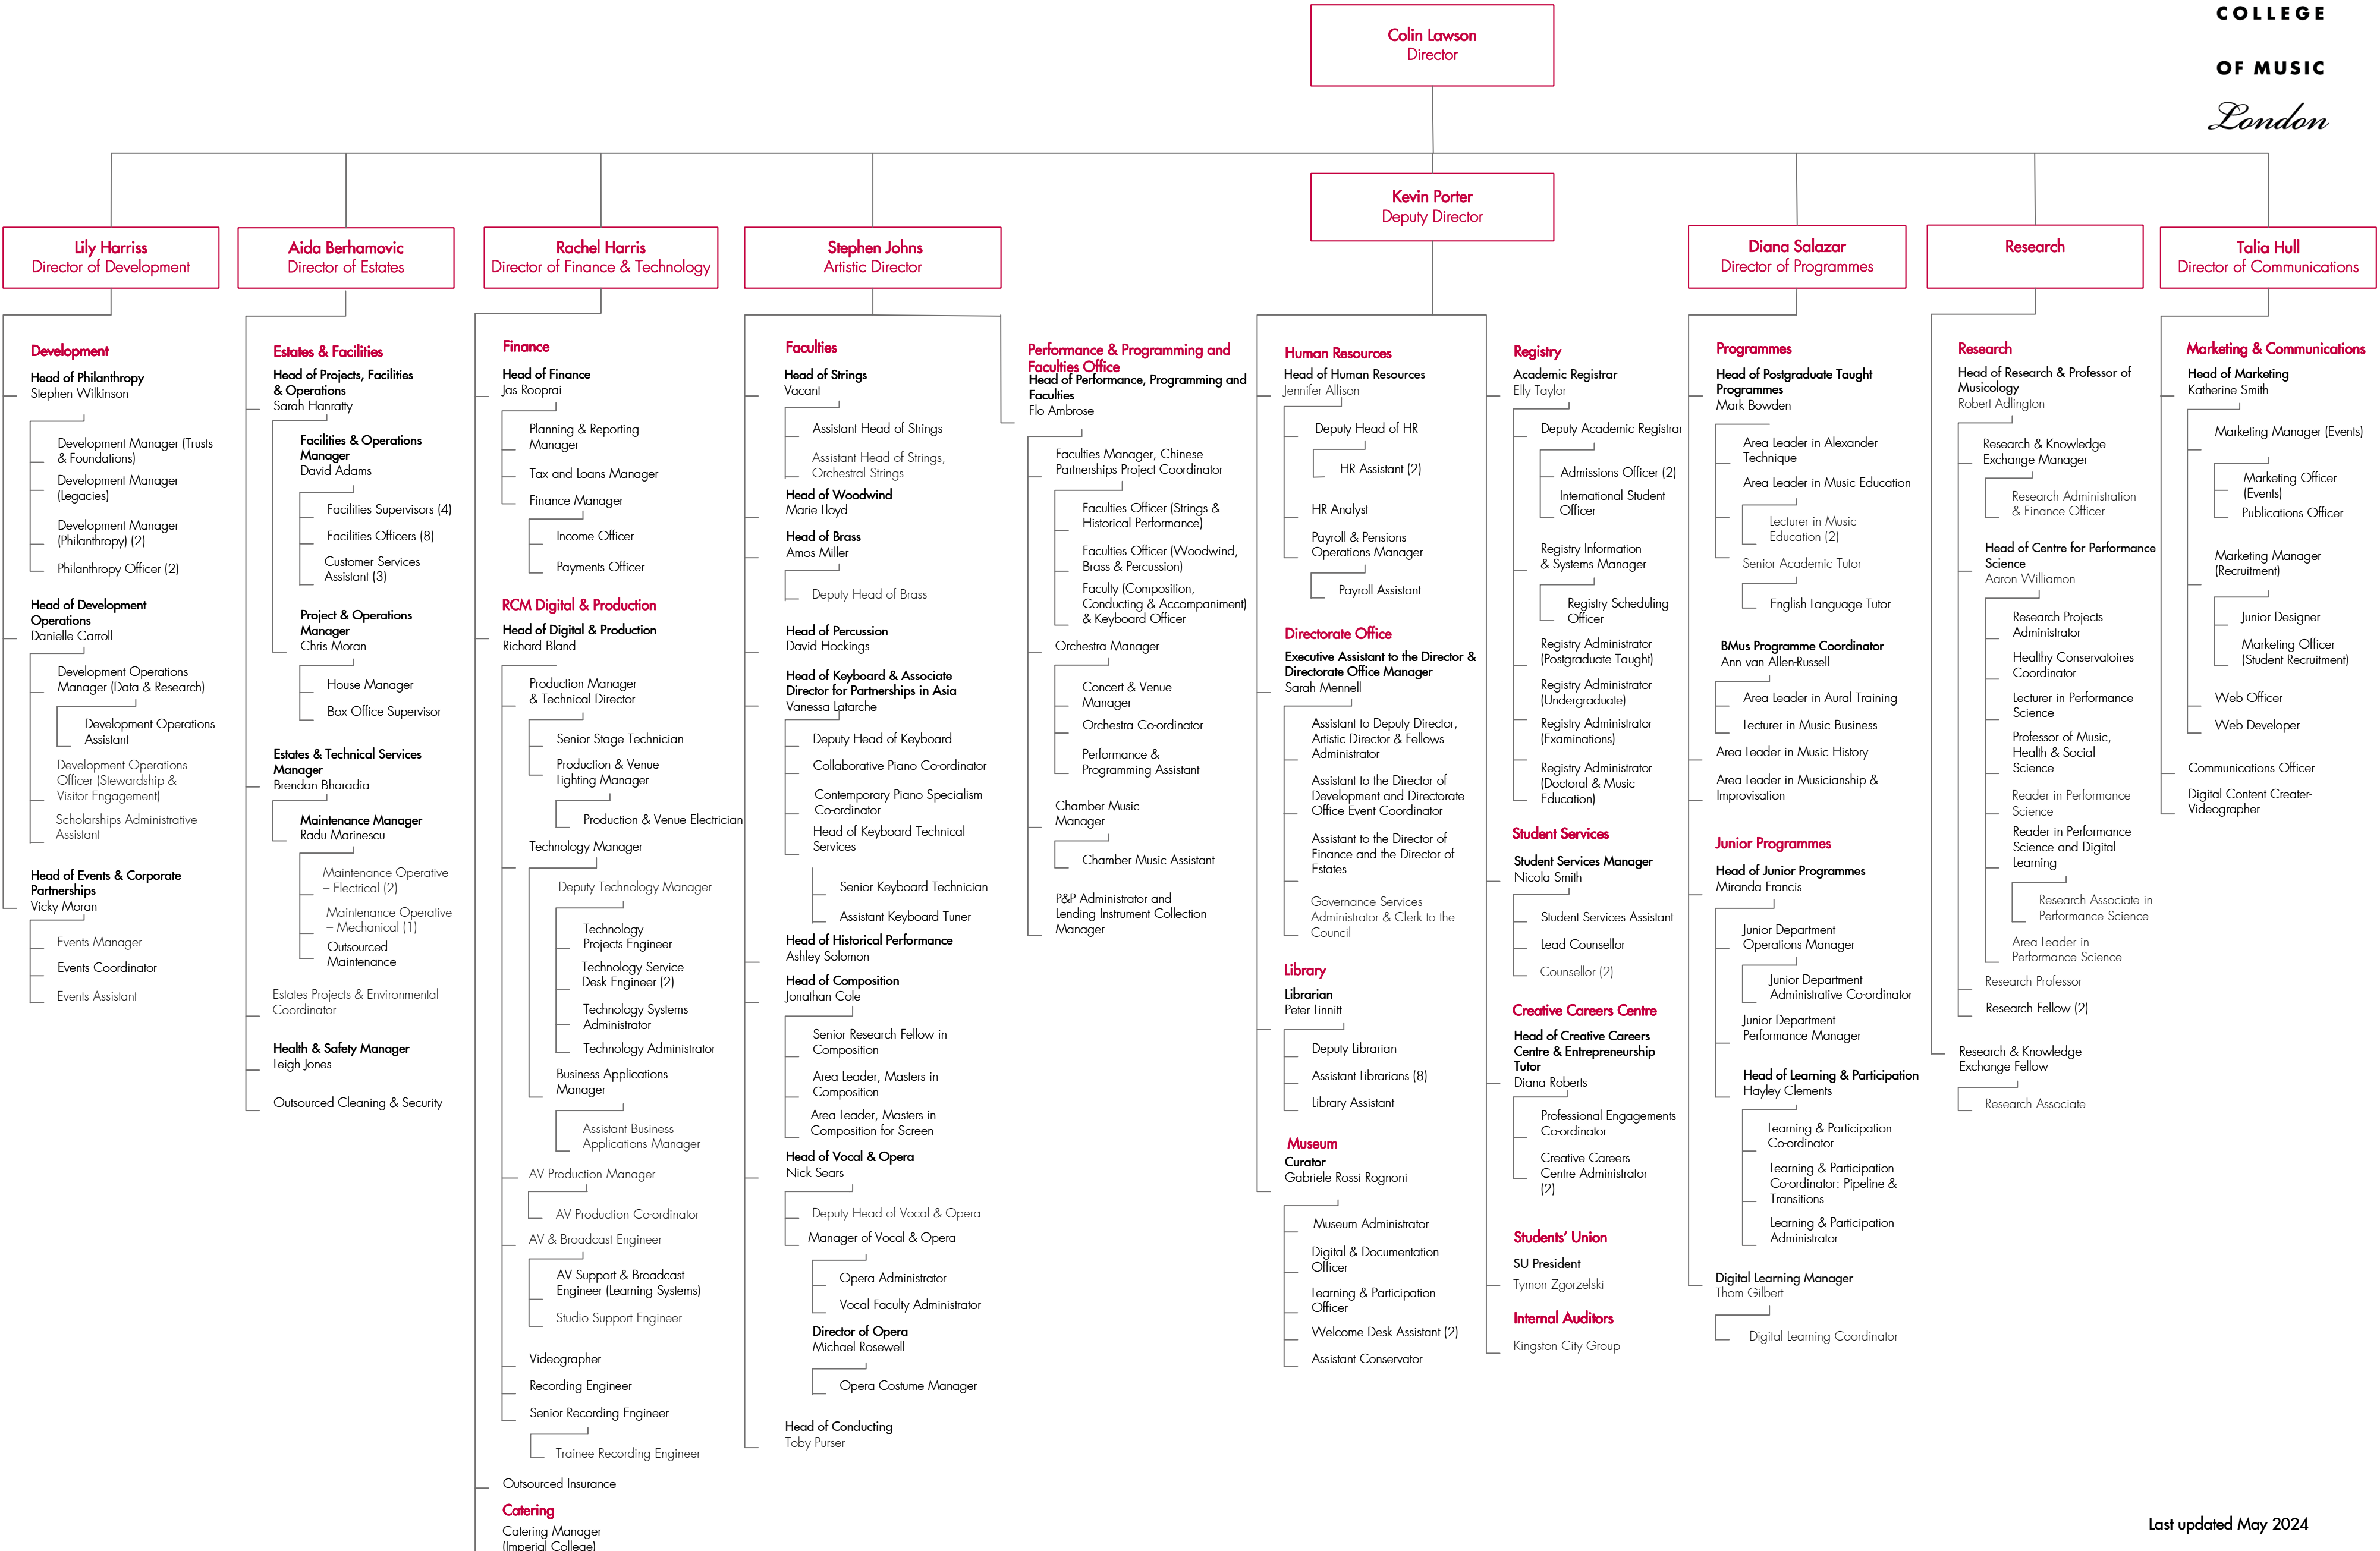 COLLEGE
OF MUSIC
London
Colin Lawson
Director
Kevin Porter
Deputy Director
Lily Harriss
Director of Development
Aida Berhamovic
Director of Estates
Rachel Harris
Director of Finance & Technology
Stephen Johns
Artistic Director
Diana Salazar
Director of Programmes
Research
Talia Hull
Director of Communications
Development
Head of Philanthropy
Stephen Wilkinson
Development Manager (Trusts
& Foundations)
Development Manager
(Legacies)
Development Manager
(Philanthropy) (2)
Philanthropy Officer (2)
Head of Development
Operations
Danielle Carroll
Development Operations
Manager (Data & Research)
Development Operations
Assistant
Development Operations
Officer (Stewardship &
Visitor Engagement)
Scholarships Administrative
Assistant
Head of Events & Corporate
Partnerships
Vicky Moran
Events Manager
Events Coordinator
Events Assistant
Estates & Facilities
Head of Projects, Facilities
& Operations
Sarah Hanratty
Facilities & Operations
Manager
David Adams
Facilities Supervisors (4)
Facilities Officers (8)
Customer Services
Assistant (3)
Project & Operations
Manager
Chris Moran
House Manager
Box Office Supervisor
Estates & Technical Services
Manager
Brendan Bharadia
Maintenance Manager
Radu Marinescu
Maintenance Operative
– Electrical (2)
Maintenance Operative
– Mechanical (1)
Outsourced
Maintenance
Estates Projects & Environmental
Coordinator
Health & Safety Manager
Leigh Jones
Outsourced Cleaning & Security
Finance
Head of Finance
Jas Rooprai
Planning & Reporting
Manager
Tax and Loans Manager
Finance Manager
Income Officer
Payments Officer
RCM Digital & Production
Head of Digital & Production
Richard Bland
Production Manager
& Technical Director
Senior Stage Technician
Production & Venue
Lighting Manager
Production & Venue Electrician
Technology Manager
Deputy Technology Manager
Technology
Projects Engineer
Technology Service
Desk Engineer (2)
Technology Systems
Administrator
Technology Administrator
Business Applications
Manager
Assistant Business
Applications Manager
AV Production Manager
AV Production Co-ordinator
AV & Broadcast Engineer
AV Support & Broadcast
Engineer (Learning Systems)
Studio Support Engineer
Videographer
Recording Engineer
Senior Recording Engineer
Trainee Recording Engineer
Outsourced Insurance
Catering
Catering Manager
(Imperial College)
Faculties
Head of Strings
Vacant
Assistant Head of Strings
Assistant Head of Strings,
Orchestral Strings
Head of Woodwind
Marie Lloyd
Head of Brass
Amos Miller
Deputy Head of Brass
Head of Percussion
David Hockings
Head of Keyboard & Associate
Director for Partnerships in Asia
Vanessa Latarche
Deputy Head of Keyboard
Collaborative Piano Co-ordinator
Contemporary Piano Specialism
Co-ordinator
Head of Keyboard Technical
Services
Senior Keyboard Technician
Assistant Keyboard Tuner
Head of Historical Performance
Ashley Solomon
Head of Composition
Jonathan Cole
Senior Research Fellow in
Composition
Area Leader, Masters in
Composition
Area Leader, Masters in
Composition for Screen
Head of Vocal & Opera
Nick Sears
Deputy Head of Vocal & Opera
Manager of Vocal & Opera
Opera Administrator
Vocal Faculty Administrator
Director of Opera
Michael Rosewell
Opera Costume Manager
Head of Conducting
Toby Purser
Performance & Programming and
Faculties Office
Head of Performance, Programming and
Faculties
Flo Ambrose
Faculties Manager, Chinese
Partnerships Project Coordinator
Faculties Officer (Strings &
Historical Performance)
Faculties Officer (Woodwind,
Brass & Percussion)
Faculty (Composition,
Conducting & Accompaniment)
& Keyboard Officer
Orchestra Manager
Concert & Venue
Manager
Orchestra Co-ordinator
Performance &
Programming Assistant
Chamber Music
Manager
Chamber Music Assistant
P&P Administrator and
Lending Instrument Collection
Manager
Human Resources
Head of Human Resources
Jennifer Allison
Deputy Head of HR
HR Assistant (2)
HR Analyst
Payroll & Pensions
Operations Manager
Payroll Assistant
Directorate Office
Executive Assistant to the Director &
Directorate Office Manager
Sarah Mennell
Assistant to Deputy Director,
Artistic Director & Fellows
Administrator
Assistant to the Director of
Development and Directorate
Office Event Coordinator
Assistant to the Director of
Finance and the Director of
Estates
Governance Services
Administrator & Clerk to the
Council
Library
Librarian
Peter Linnitt
Deputy Librarian
Assistant Librarians (8)
Library Assistant
Museum
Curator
Gabriele Rossi Rognoni
Museum Administrator
Digital & Documentation
Officer
Learning & Participation
Officer
Welcome Desk Assistant (2)
Assistant Conservator
Registry
Academic Registrar
Elly Taylor
Deputy Academic Registrar
Admissions Officer (2)
International Student
Officer
Registry Information
& Systems Manager
Registry Scheduling
Officer
Registry Administrator
(Postgraduate Taught)
Registry Administrator
(Undergraduate)
Registry Administrator
(Examinations)
Registry Administrator
(Doctoral & Music
Education)
Student Services
Student Services Manager
Nicola Smith
Student Services Assistant
Lead Counsellor
Counsellor (2)
Creative Careers Centre
Head of Creative Careers
Centre & Entrepreneurship
Tutor
Diana Roberts
Professional Engagements
Co-ordinator
Creative Careers
Centre Administrator
(2)
Students’ Union
SU President
Tymon Zgorzelski
Internal Auditors
Kingston City Group
Programmes
Head of Postgraduate Taught
Programmes
Mark Bowden
Area Leader in Alexander
Technique
Area Leader in Music Education
Lecturer in Music
Education (2)
Senior Academic Tutor
English Language Tutor
BMus Programme Coordinator
Ann van Allen-Russell
Area Leader in Aural Training
Lecturer in Music Business
Area Leader in Music History
Area Leader in Musicianship &
Improvisation
Junior Programmes
Head of Junior Programmes
Miranda Francis
Junior Department
Operations Manager
Junior Department
Administrative Co-ordinator
Junior Department
Performance Manager
Head of Learning & Participation
Hayley Clements
Learning & Participation
Co-ordinator
Learning & Participation
Co-ordinator: Pipeline &
Transitions
Learning & Participation
Administrator
Digital Learning Manager
Thom Gilbert
Digital Learning Coordinator
Research
Head of Research & Professor of
Musicology
Robert Adlington
Research & Knowledge
Exchange Manager
Research Administration
& Finance Officer
Head of Centre for Performance
Science
Aaron Williamon
Research Projects
Administrator
Healthy Conservatoires
Coordinator
Lecturer in Performance
Science
Professor of Music,
Health & Social
Science
Reader in Performance
Science
Reader in Performance
Science and Digital
Learning
Research Associate in
Performance Science
Area Leader in
Performance Science
Research Professor
Research Fellow (2)
Research & Knowledge
Exchange Fellow
Research Associate
Marketing & Communications
Head of Marketing
Katherine Smith
Marketing Manager (Events)
Marketing Officer
(Events)
Publications Officer
Marketing Manager
(Recruitment)
Junior Designer
Marketing Officer
(Student Recruitment)
Web Officer
Web Developer
Communications Officer
Digital Content Creater-
Videographer
Last updated May 2024